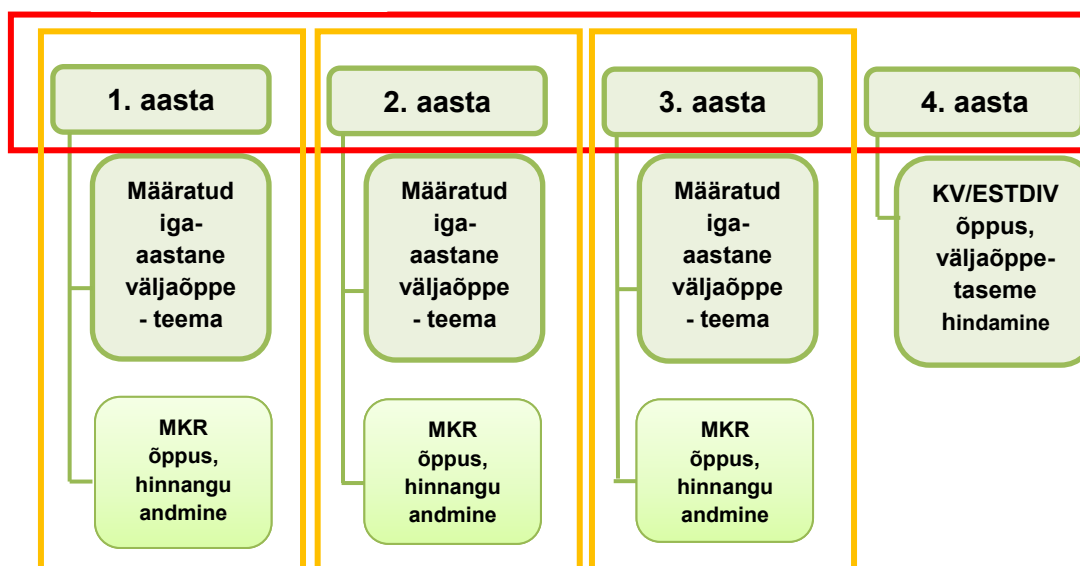 1. aasta
2. aasta
3. aasta
4. aasta
Määratud
iga-
aastane
väljaõppe
- teema
Määratud
iga-
aastane
väljaõppe
- teema
Määratud
iga-
aastane
väljaõppe
- teema
KV/ESTDIV
õppus,
väljaõppe-
taseme
hindamine
MKR
õppus,
hinnangu
andmine
MKR
õppus,
hinnangu
andmine
MKR
õppus,
hinnangu
andmine